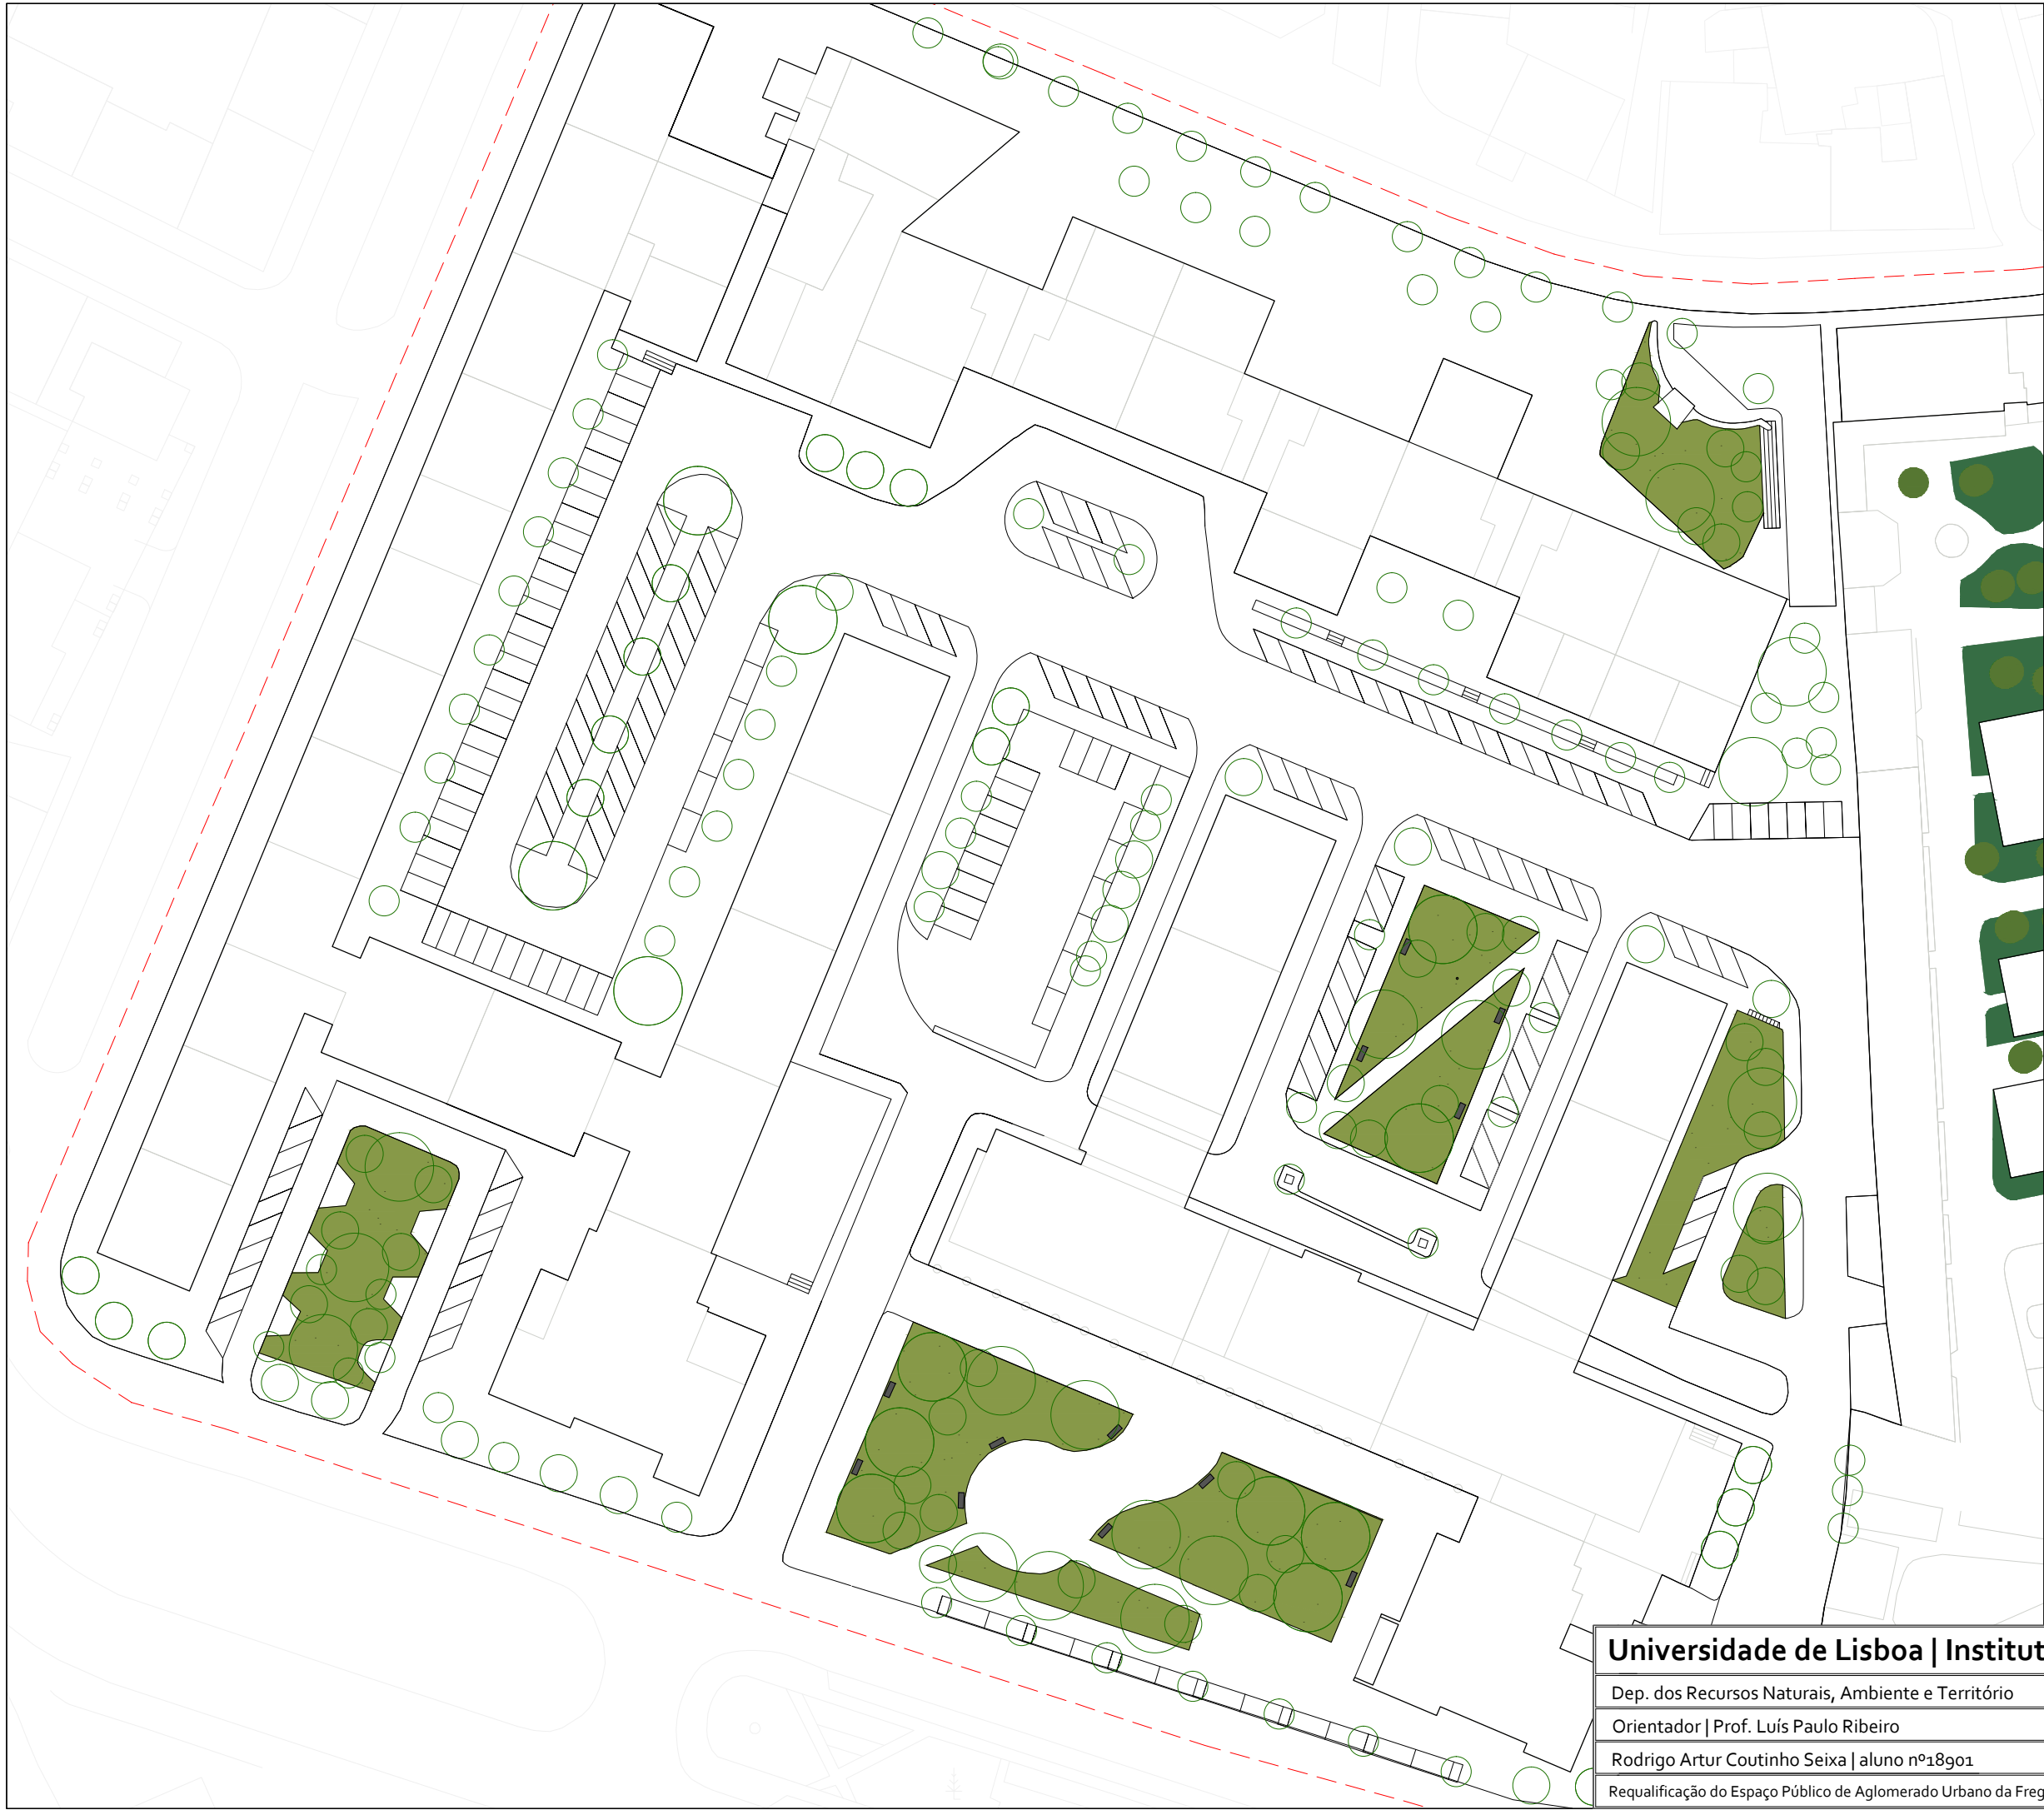 Universidade de Lisboa | Institut
Dep. dos Recursos Naturais, Ambiente e Território
Orientador | Prof. Luís Paulo Ribeiro
Rodrigo Artur Coutinho Seixa | aluno nº18901
Requalificação do Espaço Público de Aglomerado Urbano da Freg